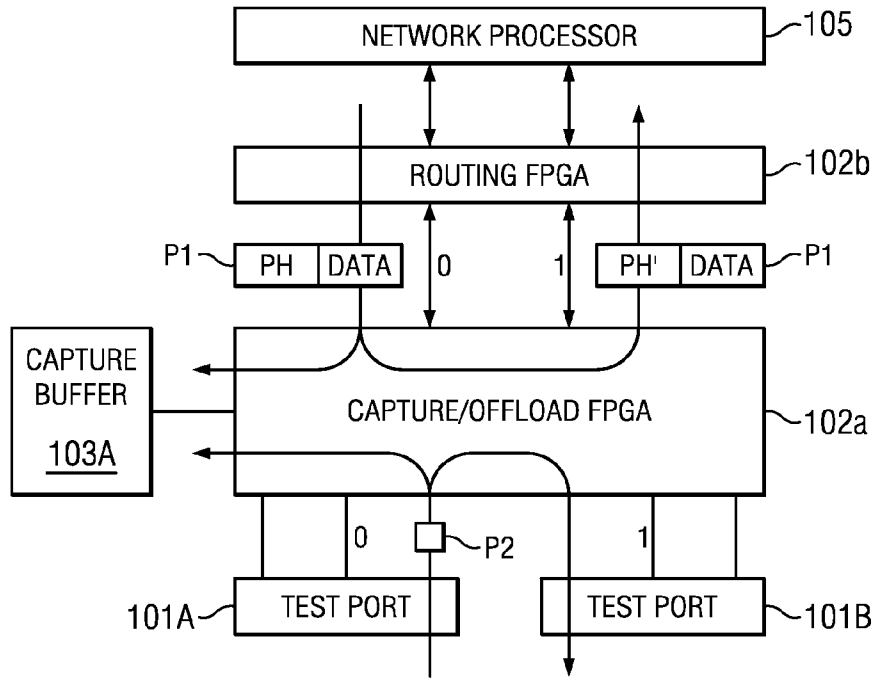 NETWORK PROCESSOR
105
ROUTING FPGA
102b
P1
PH
DATA
0
1
PH'
DATA
P1
CAPTURE
BUFFER
103A
CAPTURE/OFFLOAD FPGA
102a
0
P2
1
101A
TEST PORT
TEST PORT
101B